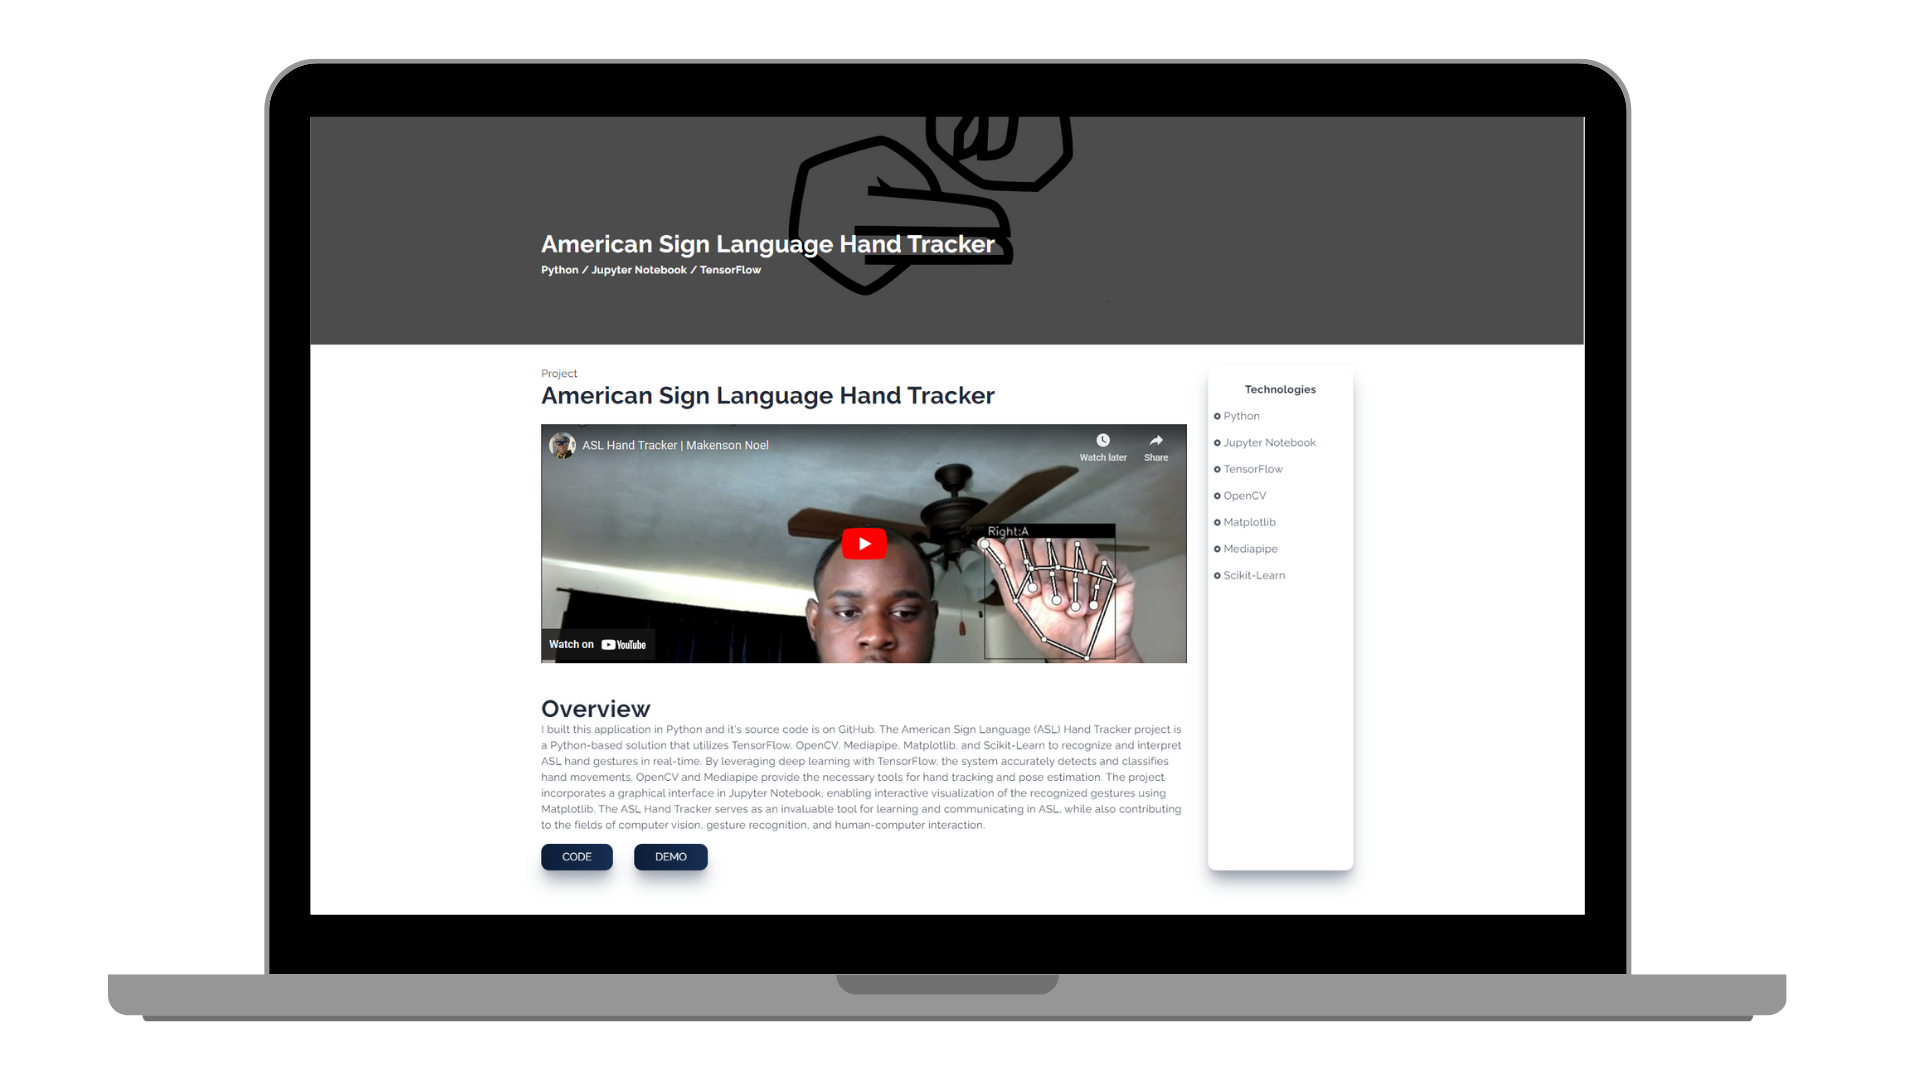 American Sign Language Hand Tracker
Python / Jupyter Notebook / TensorFlow
Project
American Sign Language Hand Tracker
ASL Hand Tracker | Makenson Noel
Watch later
Share
Right:A
Watch on YouTube
Technologies
Python
Jupyter Notebook
TensorFlow
OpenCV
Matplotlib
Mediapipe
Scikit-Learn
Overview
I built this application in Python and it's source code is on GitHub. The American Sign Language (ASL) Hand Tracker project is
a Python-based solution that utilizes TensorFlow, OpenCV, Mediapipe, Matplotlib, and Scikit-Learn to recognize and interpret
ASL hand gestures in real-time. By leveraging deep learning with TensorFlow, the system accurately detects and classifies
hand movements. OpenCV and Mediapipe provide the necessary tools for hand tracking and pose estimation. The project
incorporates a graphical interface in Jupyter Notebook, enabling interactive visualization of the recognized gestures using
Matplotlib. The ASL Hand Tracker serves as an invaluable tool for learning and communicating in ASL, while also contributing
to the fields of computer vision, gesture recognition, and human-computer interaction.
CODE
DEMO